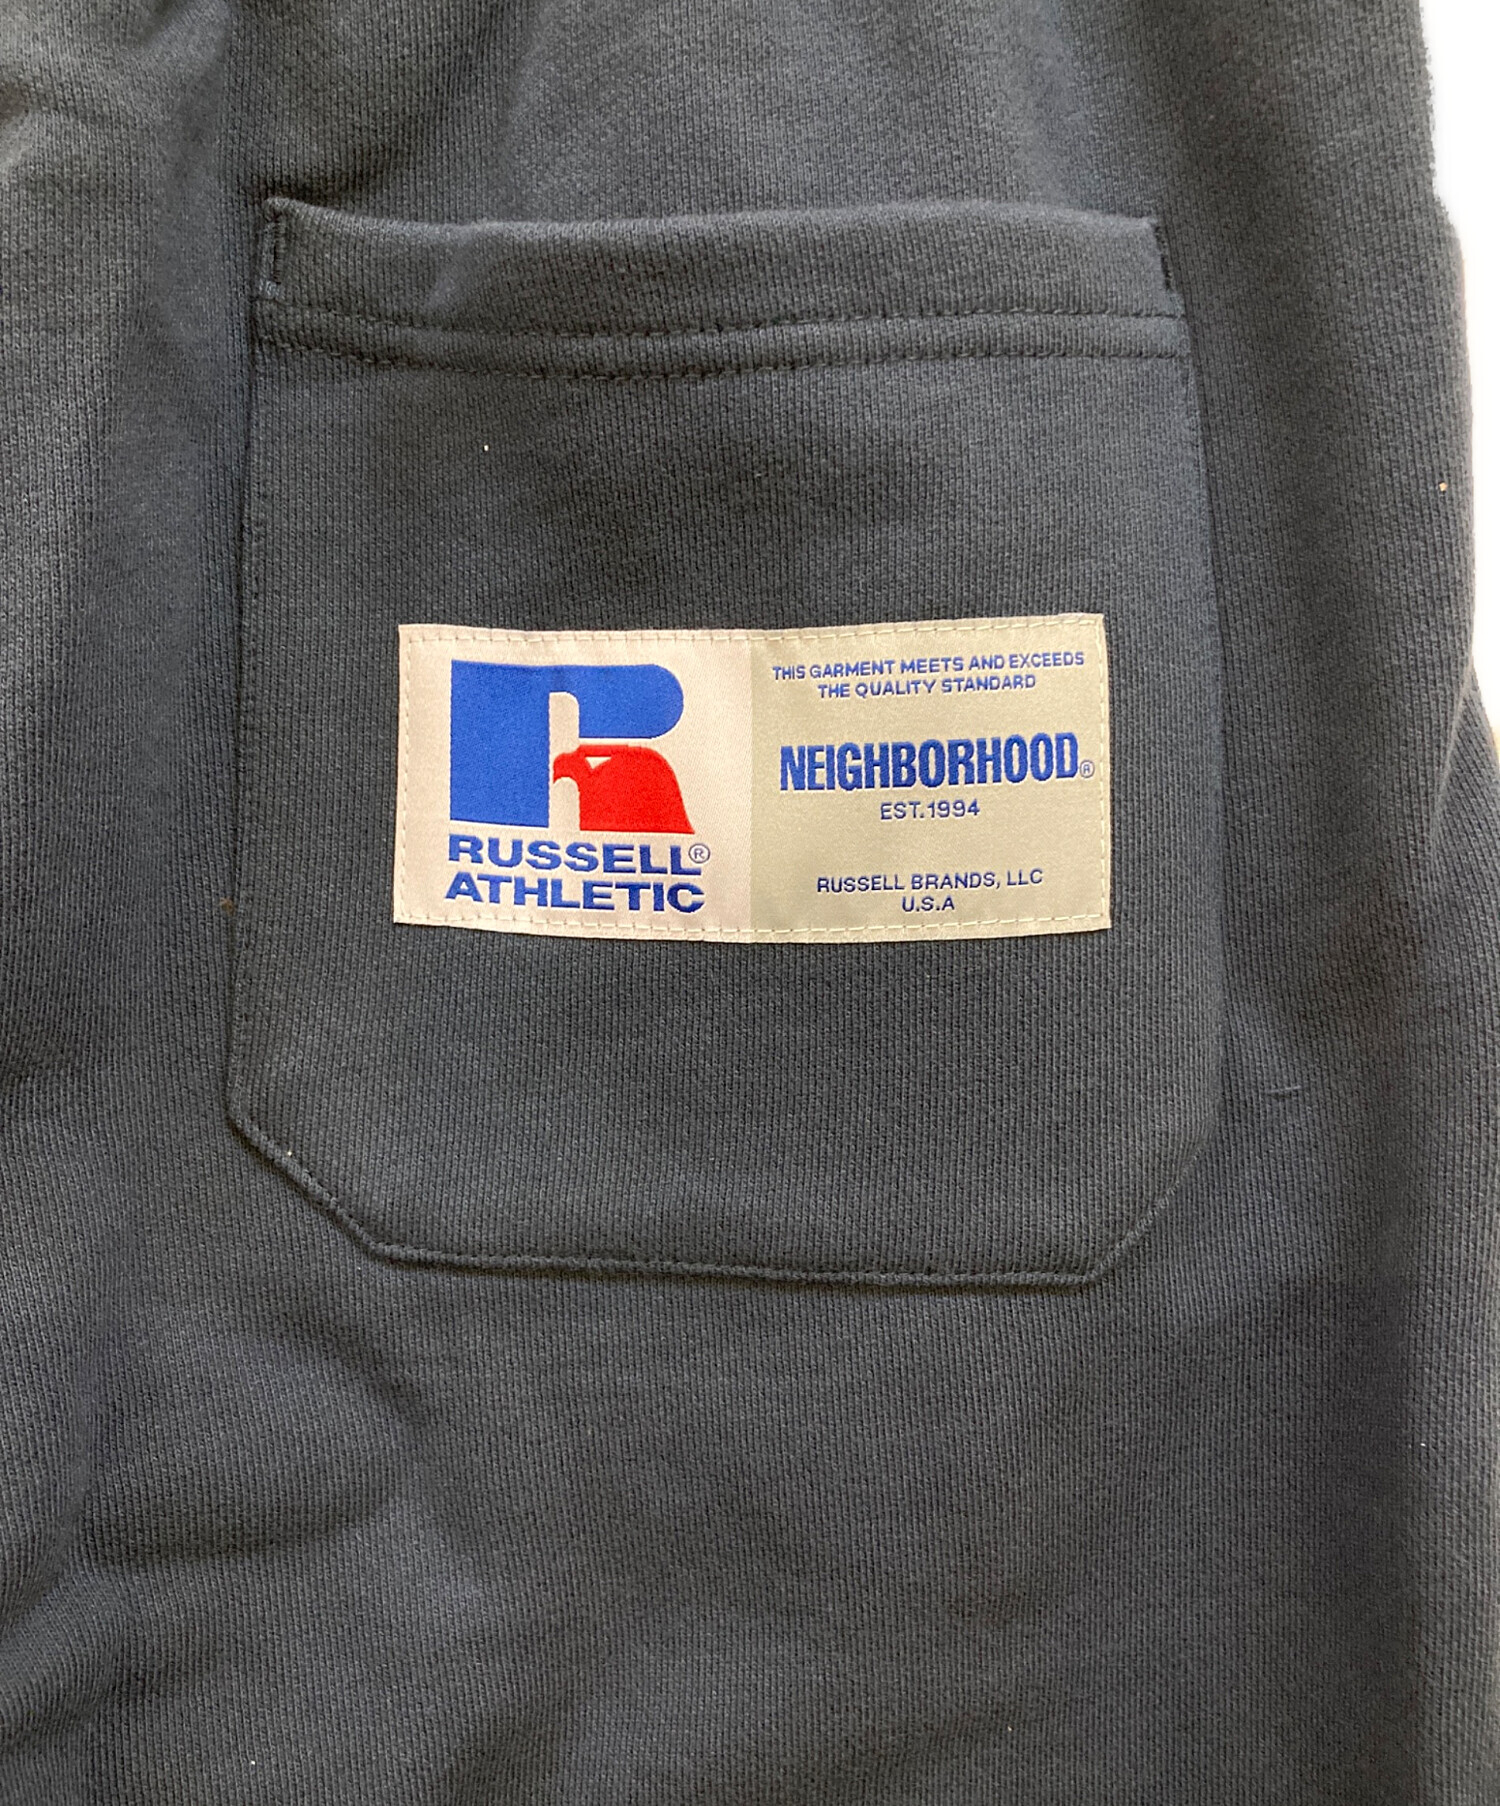 RUSSELL®
ATHLETIC
THIS GARMENT MEETS AND EXCEEDS
THE QUALITY STANDARD
NEIGHBORHOOD®
EST.1994
RUSSELL BRANDS, LLC
U.S.A